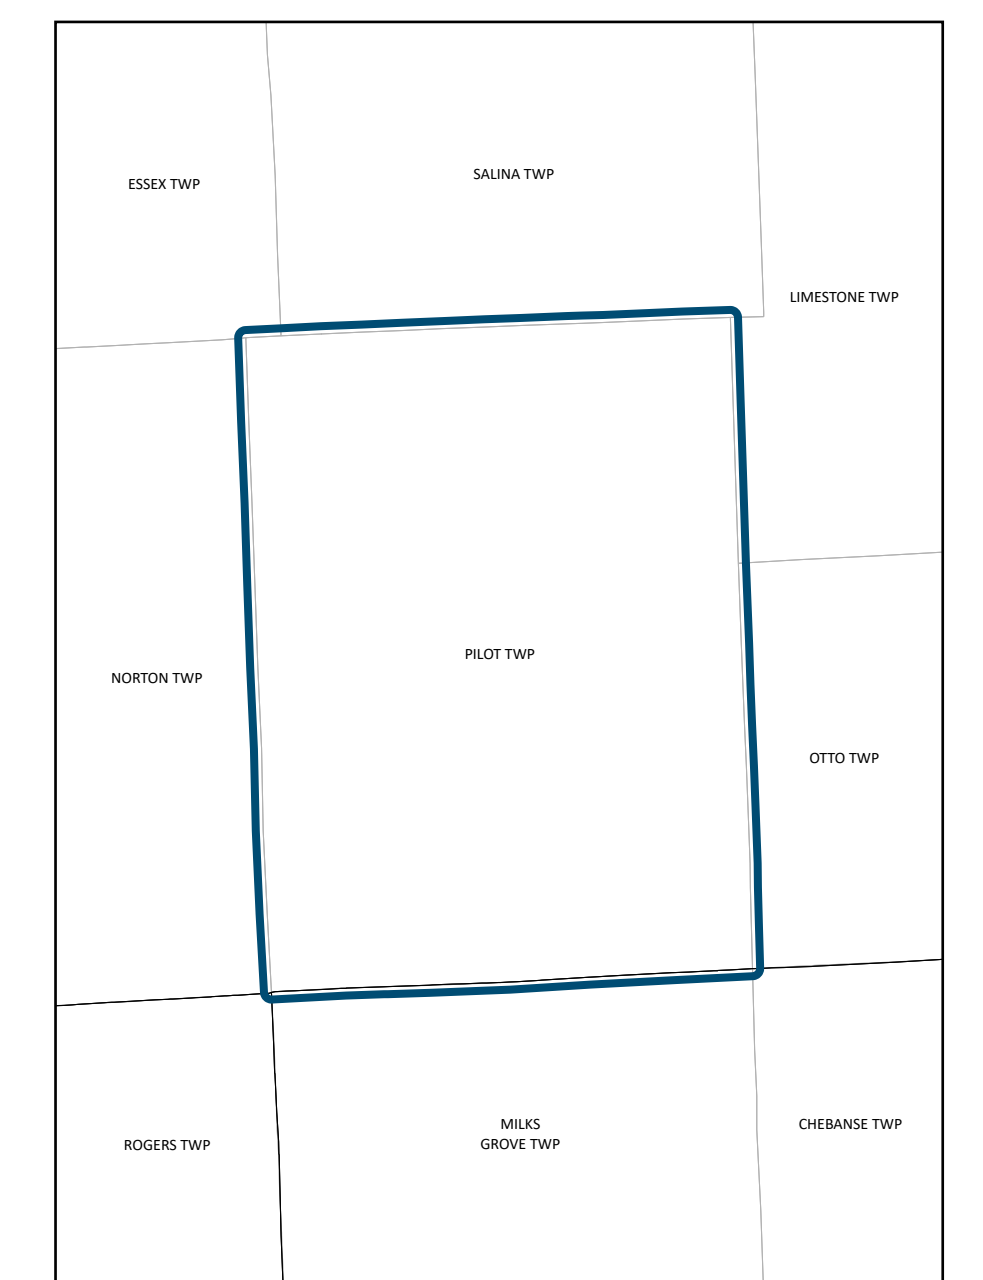 SALINA TWP
ESSEX TWP
LIMESTONE TWP
PILOT TWP
NORTON TWP
OTTO TWP
MILKS
GROVE TWP
CHEBANSE TWP
ROGERS TWP